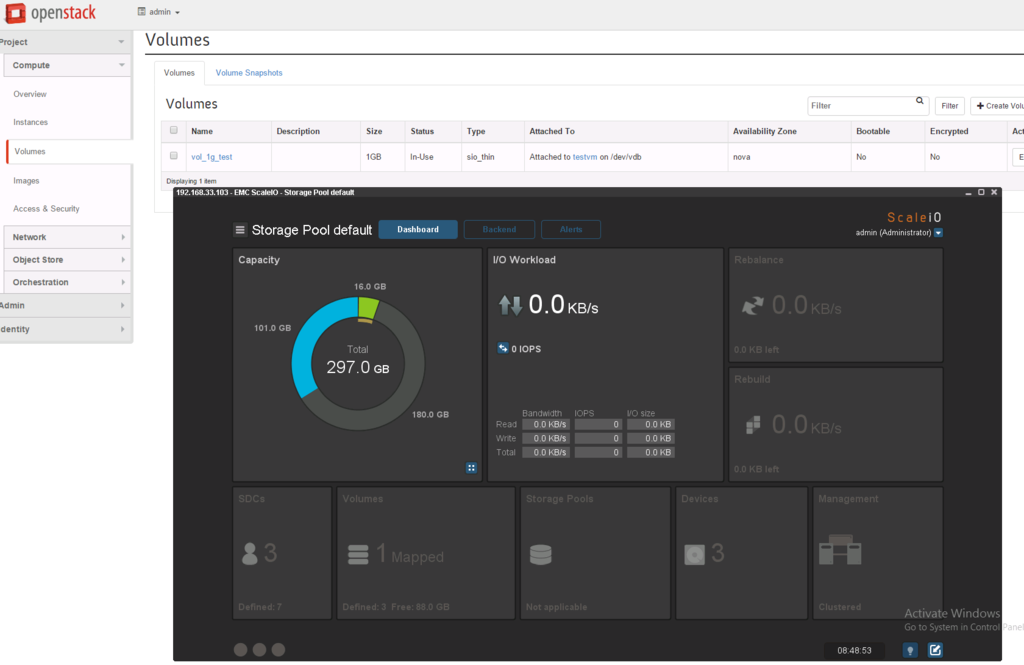 openstack
admin
Project
Compute
Overview
Instances
Volumes
Images
Access & Security
Network
Object Store
Orchestration
Admin
dentity
Volumes
Volumes Volume Snapshots
Volumes
Filter Filter Create Volu
Name Description Size Status Type Attached To Availability Zone Bootable Encrypted Act
vol_1g_test 1GB In-Use sio_thin Attached to testvm on /dev/vdb nova No No E
Displaying 1 item
192.168.33.103 - EMC ScaleIO - Storage Pool default
ScaleiO
Storage Pool default Dashboard Backend Alerts
admin (Administrator)
Capacity
16.0 GB
101.0 GB
Total
297.0 GB
180.0 GB
I/O Workload
0.0 KB/s
0 IOPS
Bandwidth IOPS I/O size
Read 0.0 KB/s 0 0.0 KB
Write 0.0 KB/s 0 0.0 KB
Total 0.0 KB/s 0 0.0 KB
Rebalance
0.0 KB/s
0.0 KB left
Rebuild
0.0 KB/s
0.0 KB left
SDCs
3
Defined: 7
Volumes
1 Mapped
Defined: 3 Free: 88.0 GB
Storage Pools
Not applicable
Devices
3
Management
Clustered
Activate Windows
Go to System in Control Panel
08:48:53